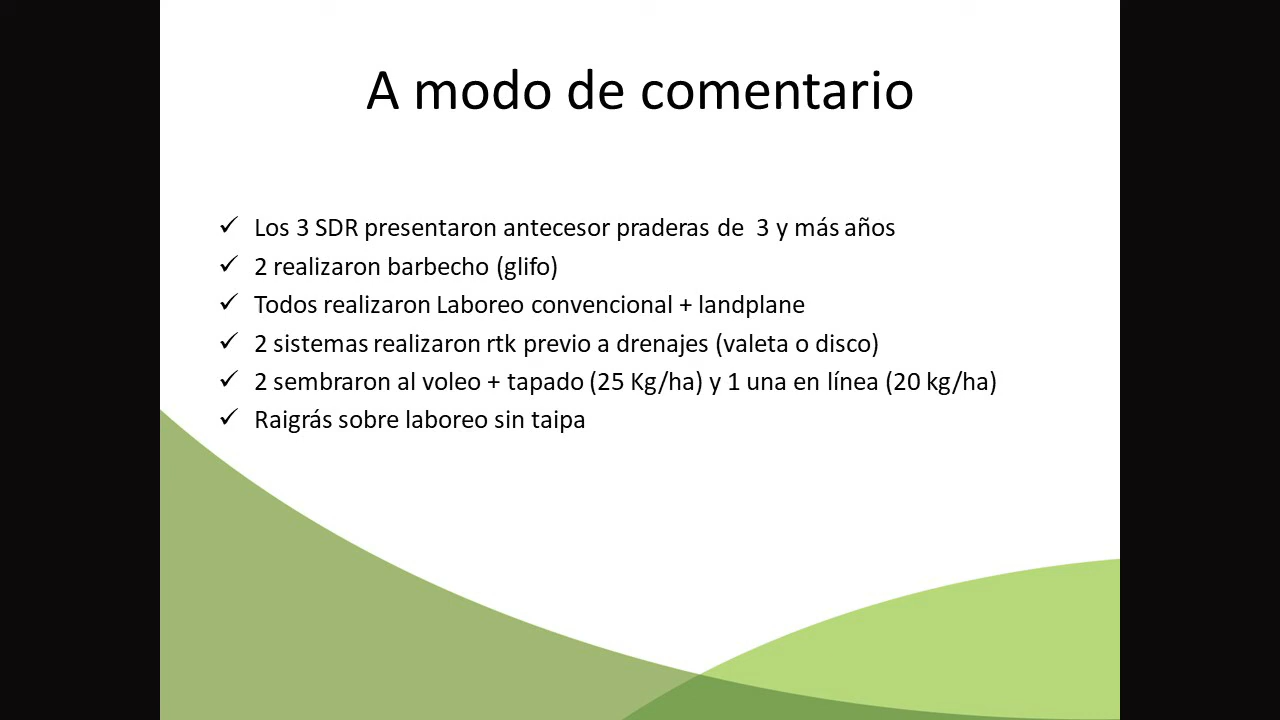 A modo de comentario
✓ Los 3 SDR presentaron antecesor praderas de 3 y más años
✓ 2 realizaron barbecho (glifo)
✓ Todos realizaron Laboreo convencional + landplane
✓ 2 sistemas realizaron rtk previo a drenajes (valeta o disco)
✓ 2 sembraron al voleo + tapado (25 Kg/ha) y 1 una en línea (20 kg/ha)
✓ Raigrás sobre laboreo sin taipa